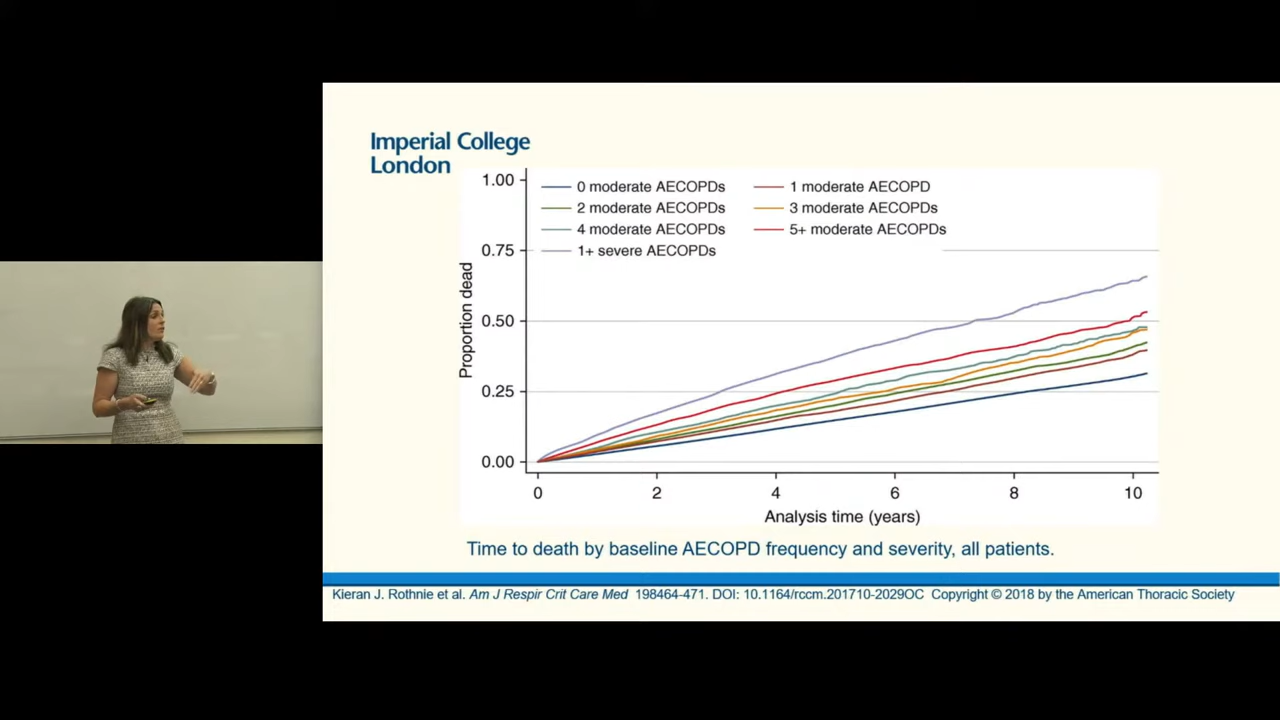 Imperial College
London
1.00
0 moderate AECOPDs
1 moderate AECOPD
2 moderate AECOPDs
3 moderate AECOPDs
4 moderate AECOPDs
5+ moderate AECOPDs
0.75
1+ severe AECOPDs
Proportion dead
0.50
0.25
0.00
0 2 4 6 8 10
Analysis time (years)
Time to death by baseline AECOPD frequency and severity, all patients.
Kieran J. Rothnie et al. Am J Respir Crit Care Med 198464-471. DOI: 10.1164/rccm.201710-2029OC Copyright © 2018 by the American Thoracic Society